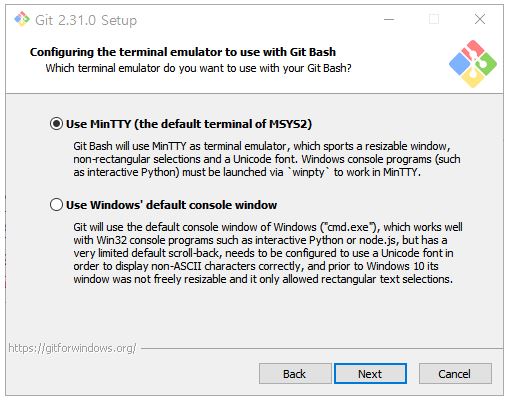 Git 2.31.0 Setup
Configuring the terminal emulator to use with Git Bash
Which terminal emulator do you want to use with your Git Bash?
Use MinTTY (the default terminal of MSYS2)
Git Bash will use MinTTY as terminal emulator, which sports a resizable window,
non-rectangular selections and a Unicode font. Windows console programs (such
as interactive Python) must be launched via `winpty` to work in MinTTY.
Use Windows' default console window
Git will use the default console window of Windows ("cmd.exe"), which works well
with Win32 console programs such as interactive Python or node.js, but has a
very limited default scroll-back, needs to be configured to use a Unicode font in
order to display non-ASCII characters correctly, and prior to Windows 10 its
window was not freely resizable and it only allowed rectangular text selections.
https://gitforwindows.org/
Back
Next
Cancel